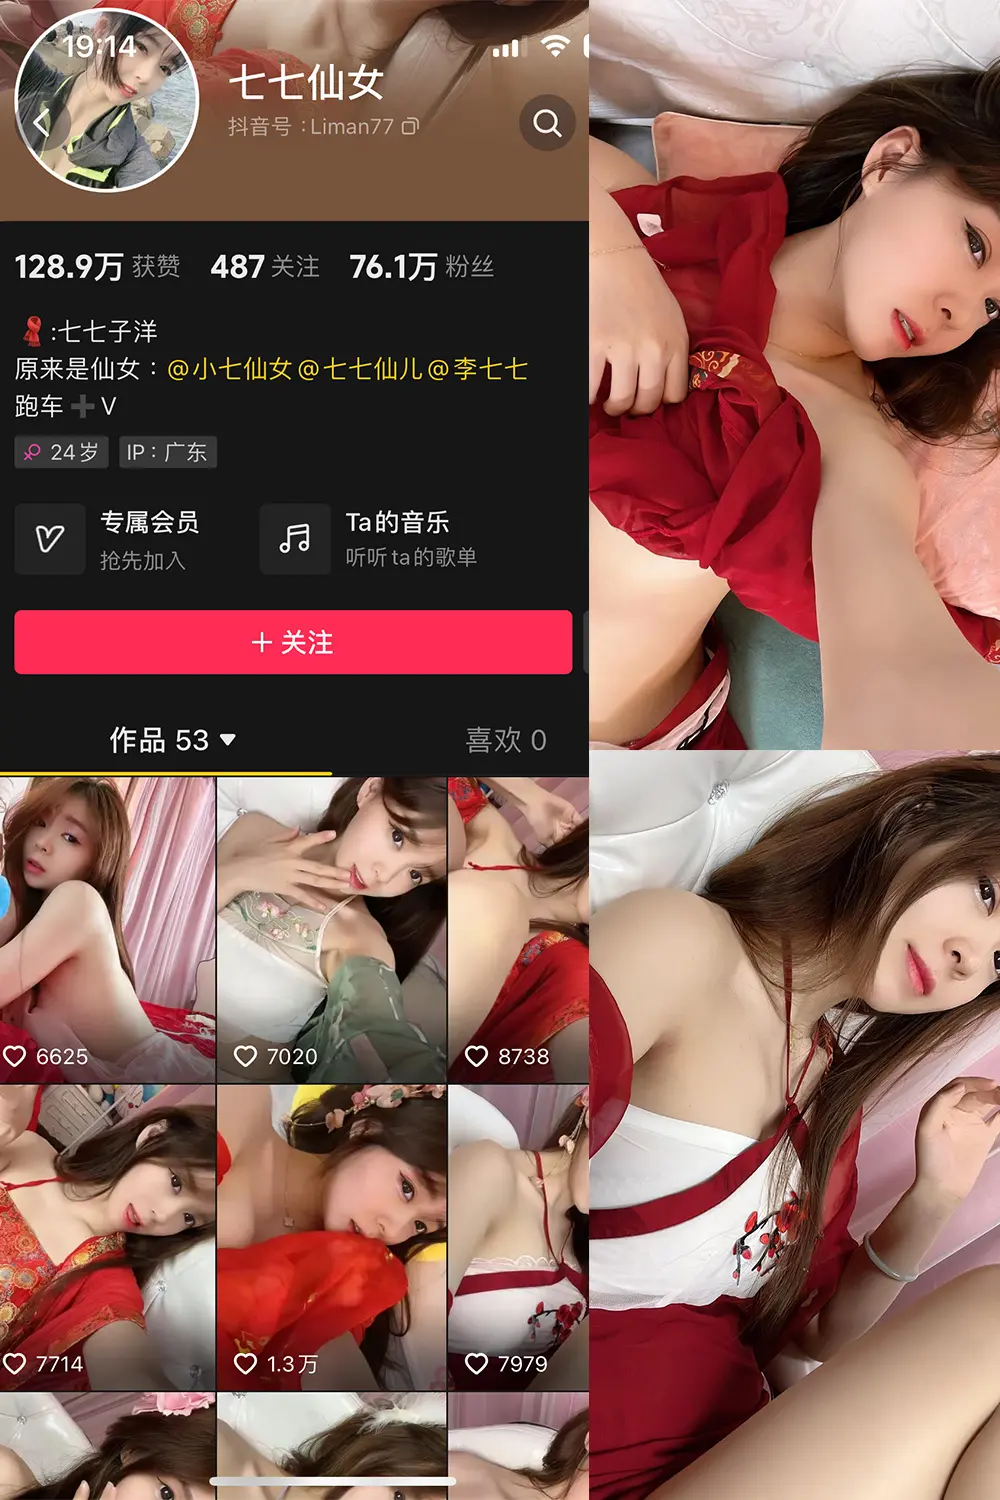 19:14
七七仙女
抖音号：Liman77
128.9万 获赞 487 关注 76.1万 粉丝
:七七子洋
原来是仙女：@小七仙女@七七仙儿@李七七
跑车➕V
24岁 IP：广东
专属会员 Ta的音乐
抢先加入 听听ta的歌单
＋关注
作品 53 喜欢 0
6625 7020 8738
7714 1.3万 7979